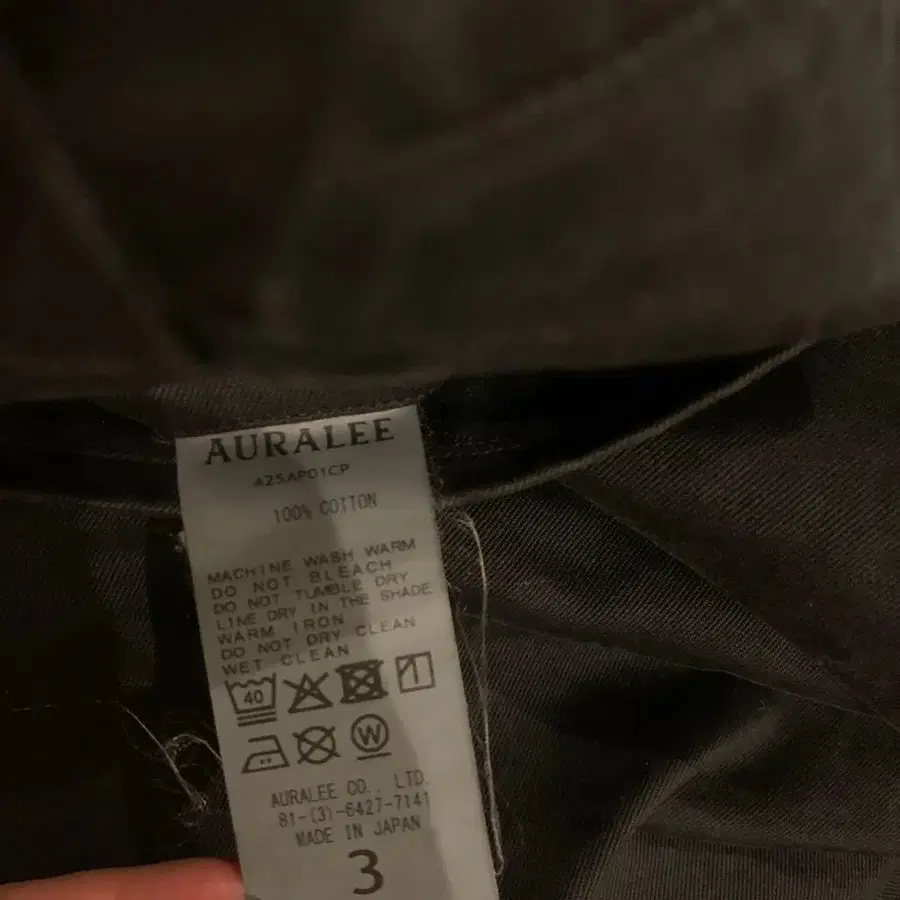 AURALEE
A25AP01CP
100% COTTON
MACHINE WASH WARM
DO NOT BLEACH
DO NOT TUMBLE DRY
LINE DRY IN THE SHADE
WARM IRON
DO NOT DRY CLEAN
WET CLEAN
40
W
AURALEE CO., LTD.
81-(3)-6427-7141
MADE IN JAPAN
3